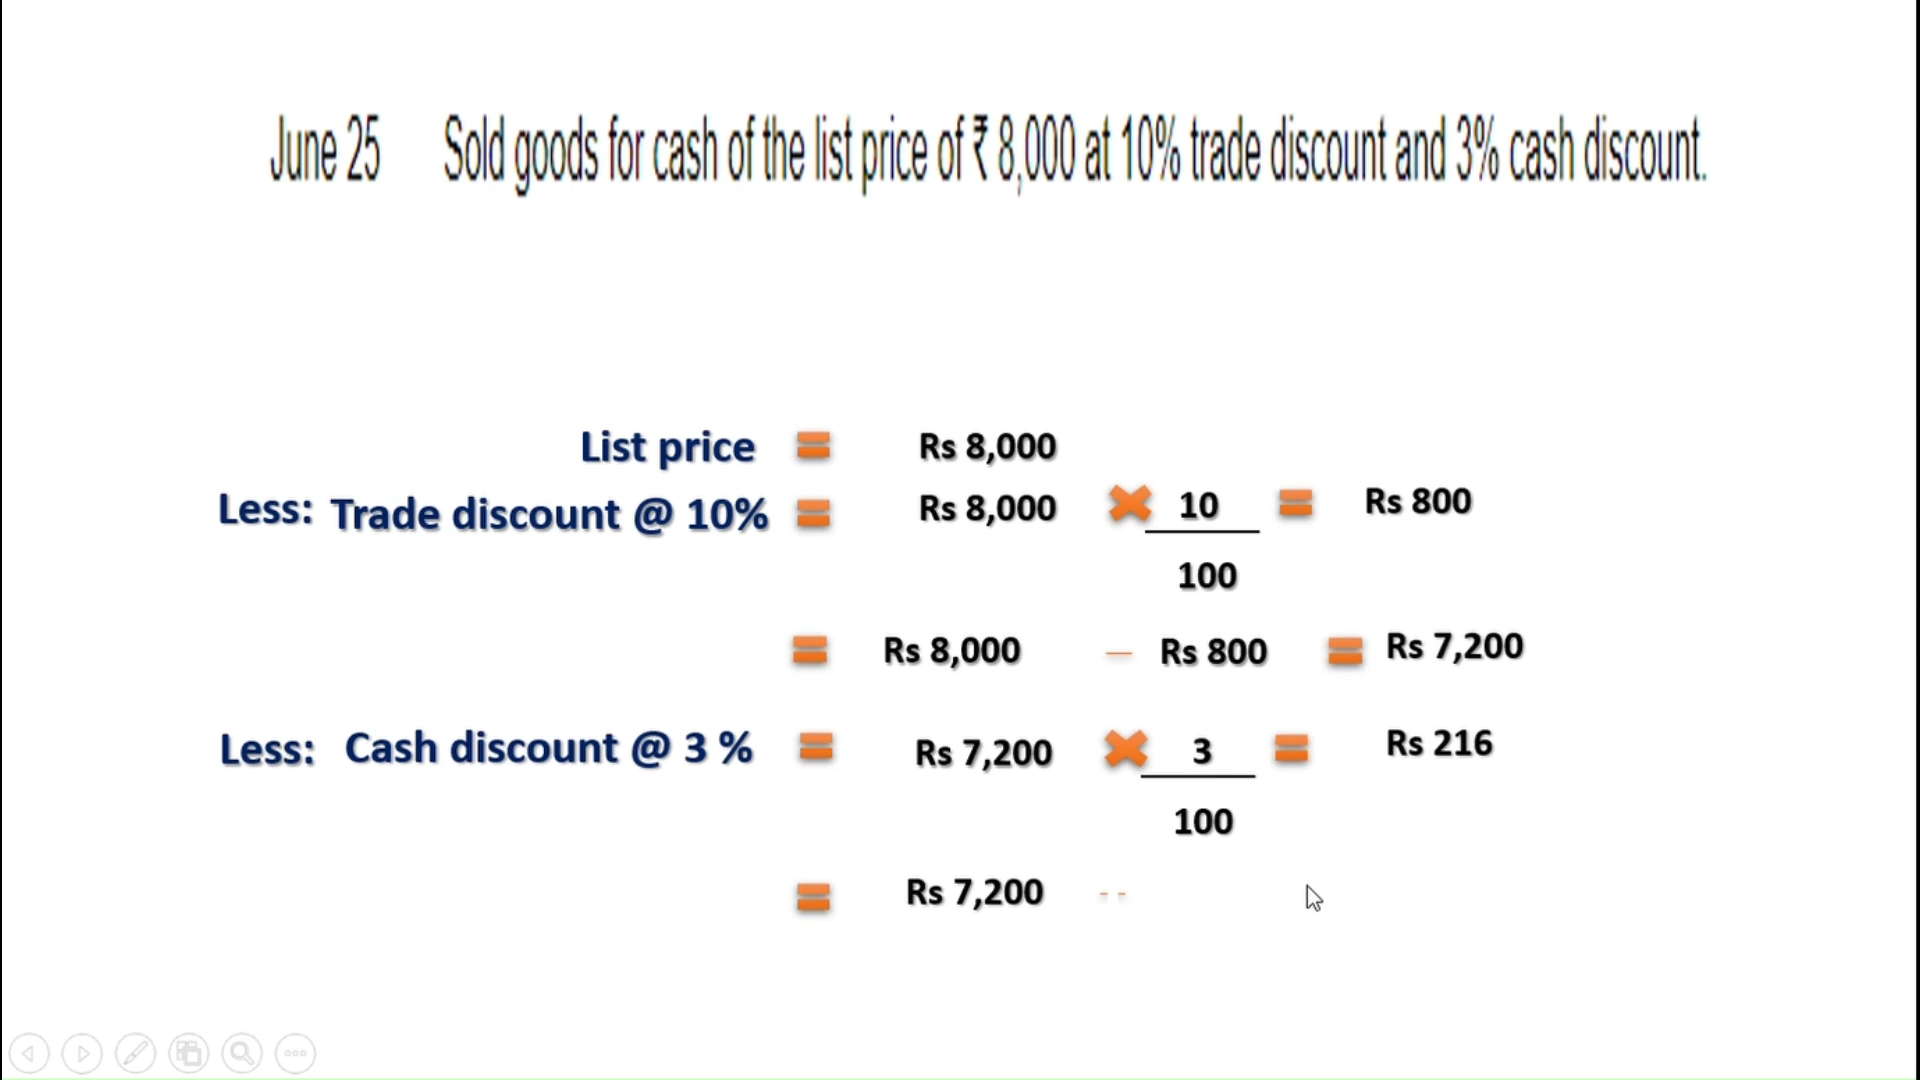 June 25 Sold goods for cash of the list price of ₹ 8,000 at 10% trade discount and 3% cash discount.
List price = Rs 8,000
Less: Trade discount @ 10% = Rs 8,000 × 10 = Rs 800
100
= Rs 8,000 – Rs 800 = Rs 7,200
Less: Cash discount @ 3 % = Rs 7,200 × 3 = Rs 216
100
= Rs 7,200 --